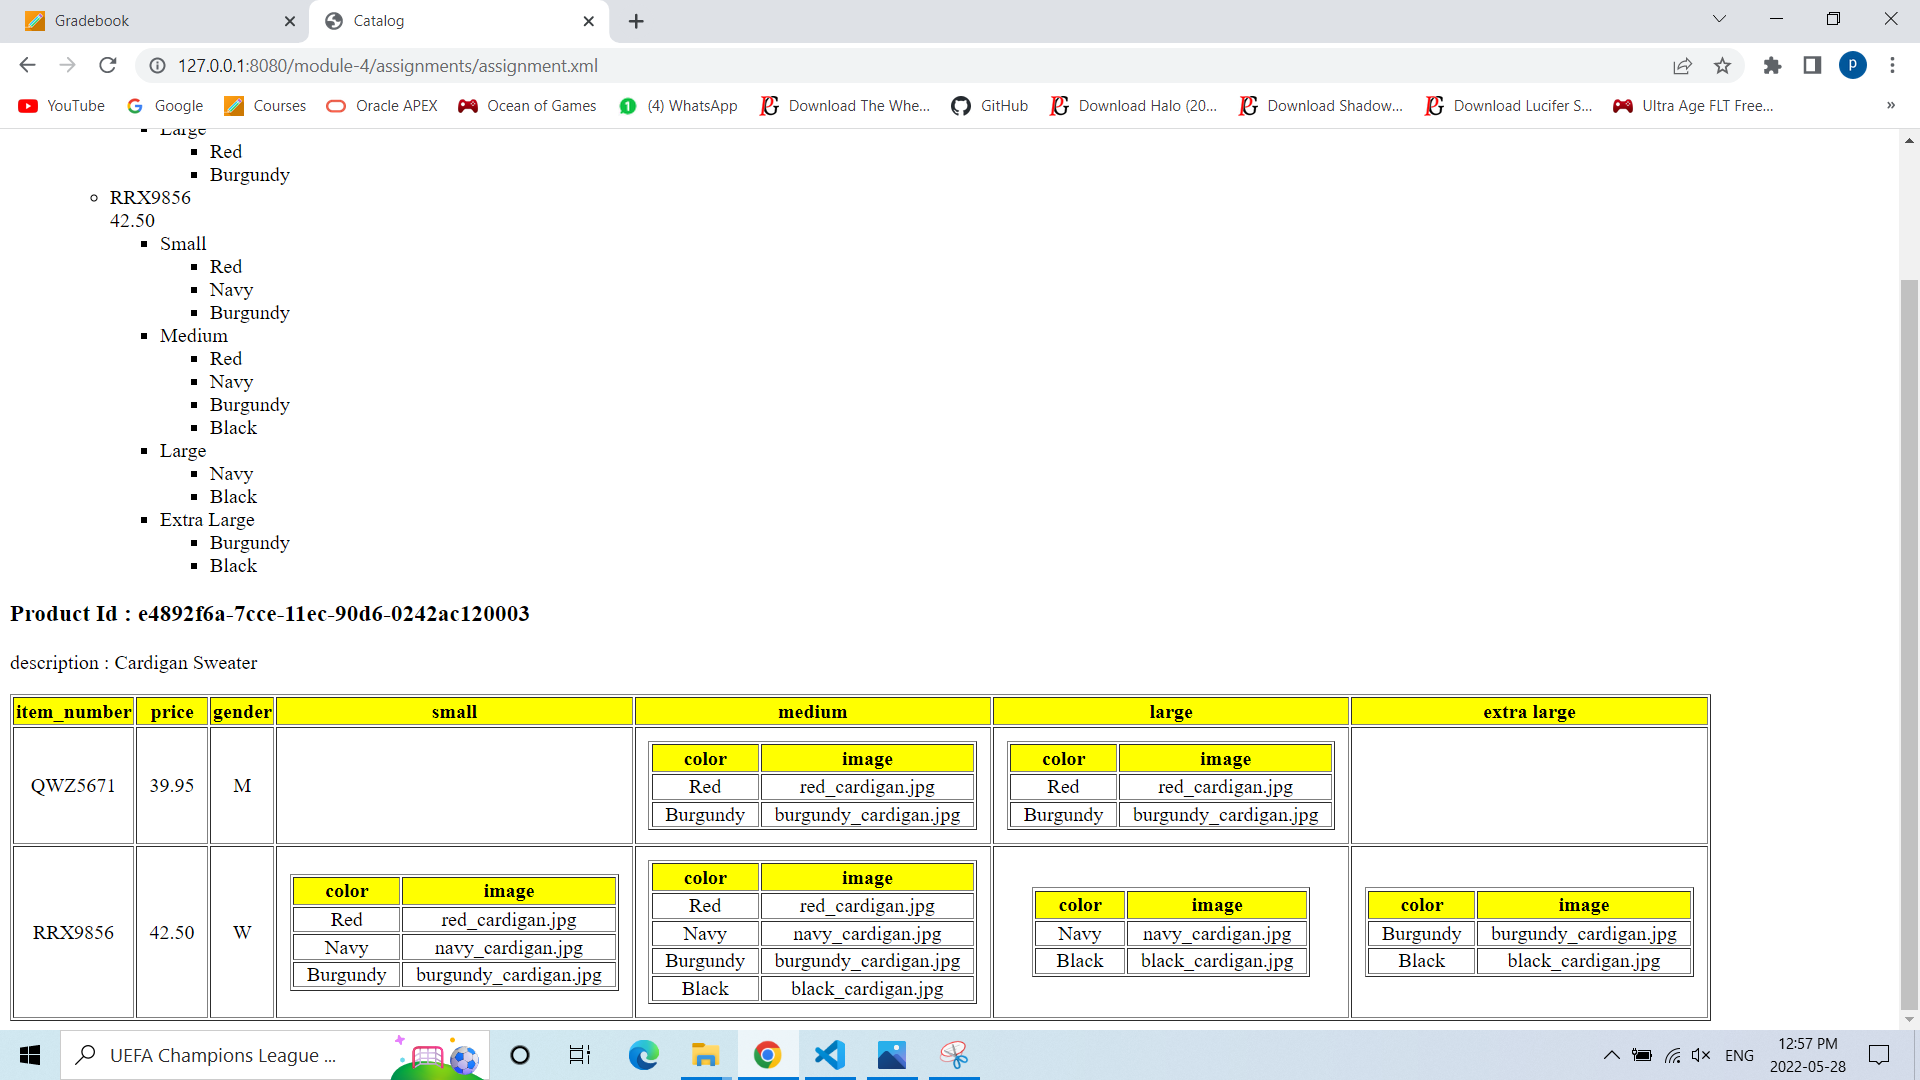 Gradebook
Catalog
127.0.0.1:8080/module-4/assignments/assignment.xml
YouTube Google Courses Oracle APEX Ocean of Games (4) WhatsApp Download The Whe... GitHub Download Halo (20... Download Shadow... Download Lucifer S... Ultra Age FLT Free... »
Large
Red
Burgundy
RRX9856
42.50
Small
Red
Navy
Burgundy
Medium
Red
Navy
Burgundy
Black
Large
Navy
Black
Extra Large
Burgundy
Black
Product Id : e4892f6a-7cce-11ec-90d6-0242ac120003
description : Cardigan Sweater
item_number price gender small medium large extra large
QWZ5671 39.95 M
color image
Red red_cardigan.jpg
Burgundy burgundy_cardigan.jpg
color image
Red red_cardigan.jpg
Burgundy burgundy_cardigan.jpg
RRX9856 42.50 W
color image
Red red_cardigan.jpg
Navy navy_cardigan.jpg
Burgundy burgundy_cardigan.jpg
color image
Red red_cardigan.jpg
Navy navy_cardigan.jpg
Burgundy burgundy_cardigan.jpg
Black black_cardigan.jpg
color image
Navy navy_cardigan.jpg
Black black_cardigan.jpg
color image
Burgundy burgundy_cardigan.jpg
Black black_cardigan.jpg
UEFA Champions League ...
ENG
12:57 PM
2022-05-28